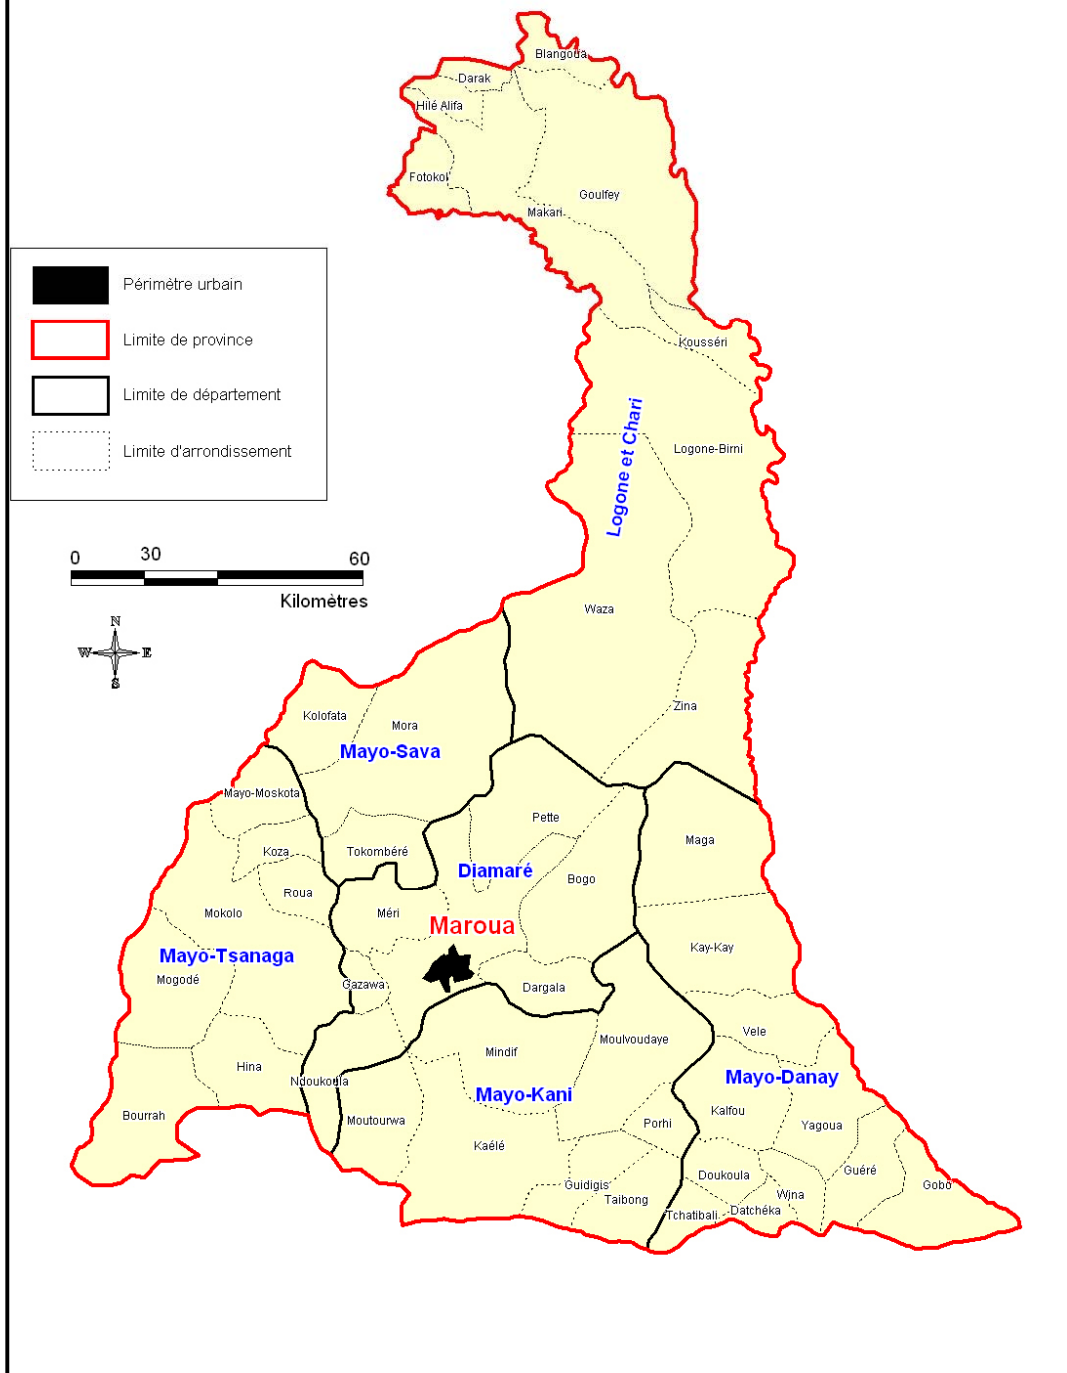 Blangoua
Darak
Hilé Alifa
Fotokol
Goulfey
Makari
Périmètre urbain
Limite de province
Limite de département
Limite d'arrondissement
Kousséri
Logone et Chari
Logone-Birni
0 30 60
Kilomètres
N
W E
S
Waza
Zina
Kolofata
Mora
Mayo-Sava
Mayo-Moskota
Pette
Maga
Koza
Tokombéré
Diamaré
Bogo
Roua
Mokolo
Méri
Maroua
Kay-Kay
Mayo-Tsanaga
Mogodé
Gazawa
Dargala
Vele
Moulvoudaye
Mindif
Hina
Ndoukoula
Mayo-Danay
Mayo-Kani
Bourrah
Moutourwa
Kalfou
Porhi
Yagoua
Kaélé
Guéré
Doukoula
Guidigis
Gobo
Taibong
Wina
Tchatibali
Datchéka